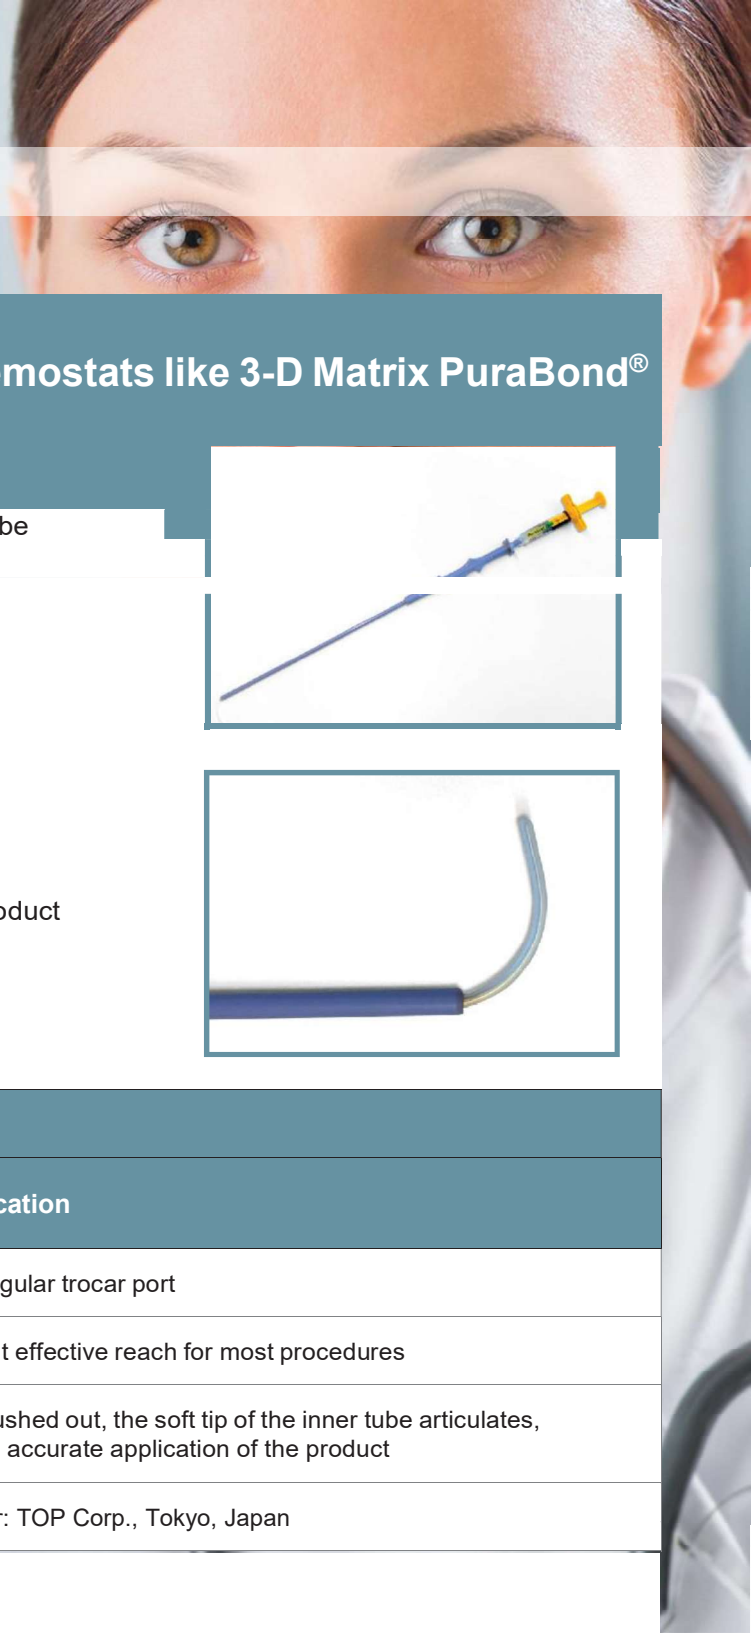 mostats like 3-D Matrix PuraBond®
be
oduct
cation
gular trocar port
t effective reach for most procedures
ushed out, the soft tip of the inner tube articulates,
accurate application of the product
r: TOP Corp., Tokyo, Japan